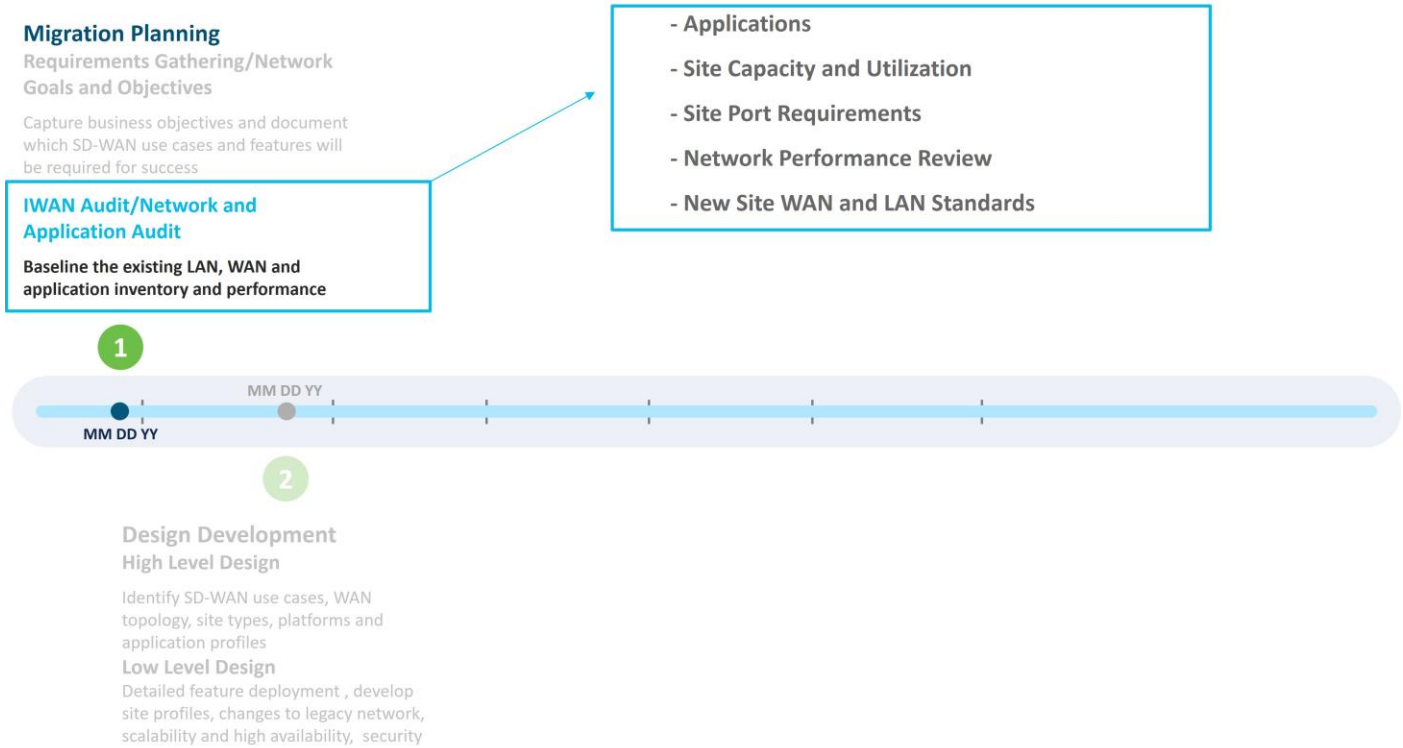 Migration Planning
Requirements Gathering/Network
Goals and Objectives
Capture business objectives and document
which SD-WAN use cases and features will
be required for success
IWAN Audit/Network and
Application Audit
Baseline the existing LAN, WAN and
application inventory and performance
- Applications
- Site Capacity and Utilization
- Site Port Requirements
- Network Performance Review
- New Site WAN and LAN Standards
1
MM DD YY
MM DD YY
2
Design Development
High Level Design
Identify SD-WAN use cases, WAN
topology, site types, platforms and
application profiles
Low Level Design
Detailed feature deployment , develop
site profiles, changes to legacy network,
scalability and high availability, security